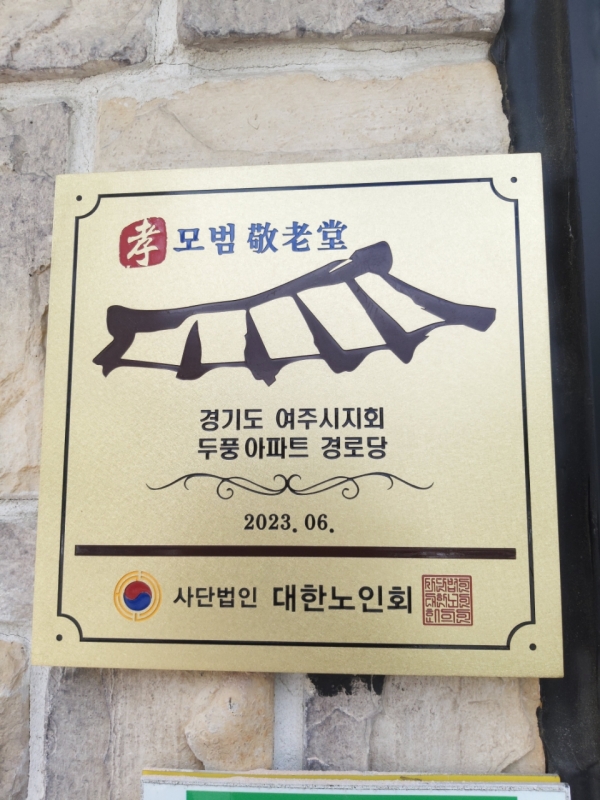 孝 모범 敬老堂
경기도 여주시지회
두풍아파트 경로당
2023. 06.
사단법인 대한노인회